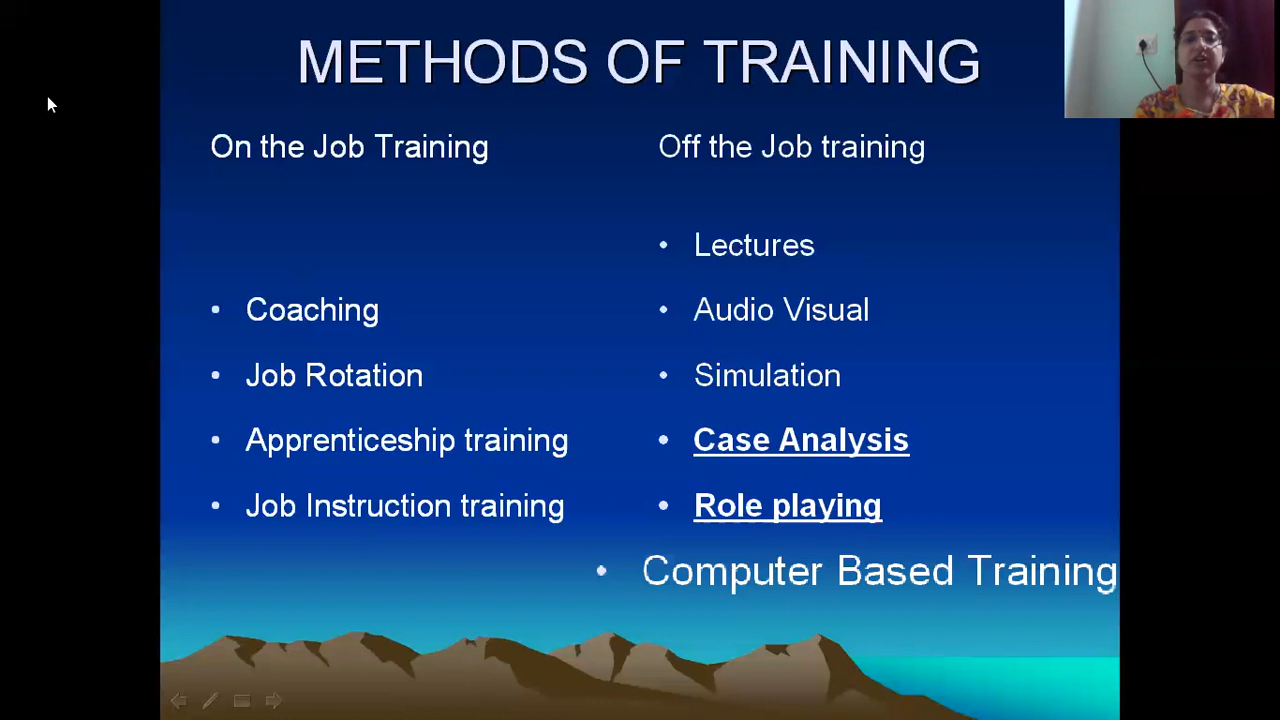 METHODS OF TRAINING
On the Job Training
• Coaching
• Job Rotation
• Apprenticeship training
• Job Instruction training
Off the Job training
• Lectures
• Audio Visual
• Simulation
• Case Analysis
• Role playing
• Computer Based Training